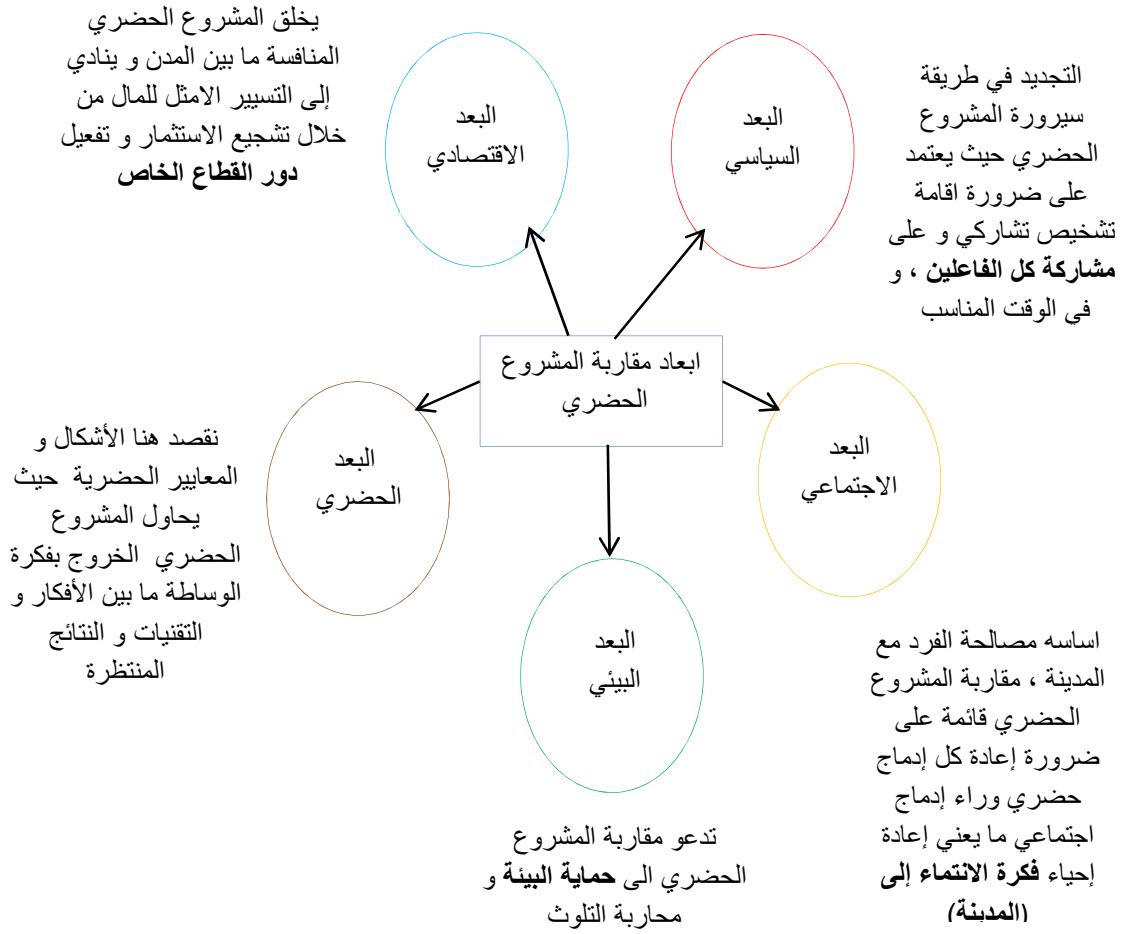 يخلق المشروع الحضري
المنافسة ما بين المدن و ينادي
إلى التسيير الامثل للمال من
خلال تشجيع الاستثمار و تفعيل
دور القطاع الخاص
البعد
الاقتصادي
البعد
السياسي
التجديد في طريقة
سيرورة المشروع
الحضري حيث يعتمد
على ضرورة اقامة
تشخيص تشاركي و على
مشاركة كل الفاعلين ، و
في الوقت المناسب
ابعاد مقاربة المشروع
الحضري
نقصد هنا الأشكال و
المعايير الحضرية حيث
يحاول المشروع
الحضري الخروج بفكرة
الوساطة ما بين الأفكار و
التقنيات و النتائج
المنتظرة
البعد
الحضري
البعد
الاجتماعي
البعد
البيئي
اساسه مصالحة الفرد مع
المدينة ، مقاربة المشروع
الحضري قائمة على
ضرورة إعادة كل إدماج
حضري وراء إدماج
اجتماعي ما يعني إعادة
إحياء فكرة الانتماء إلى
(المدينة)
تدعو مقاربة المشروع
الحضري الى حماية البيئة و
محاربة التلوث